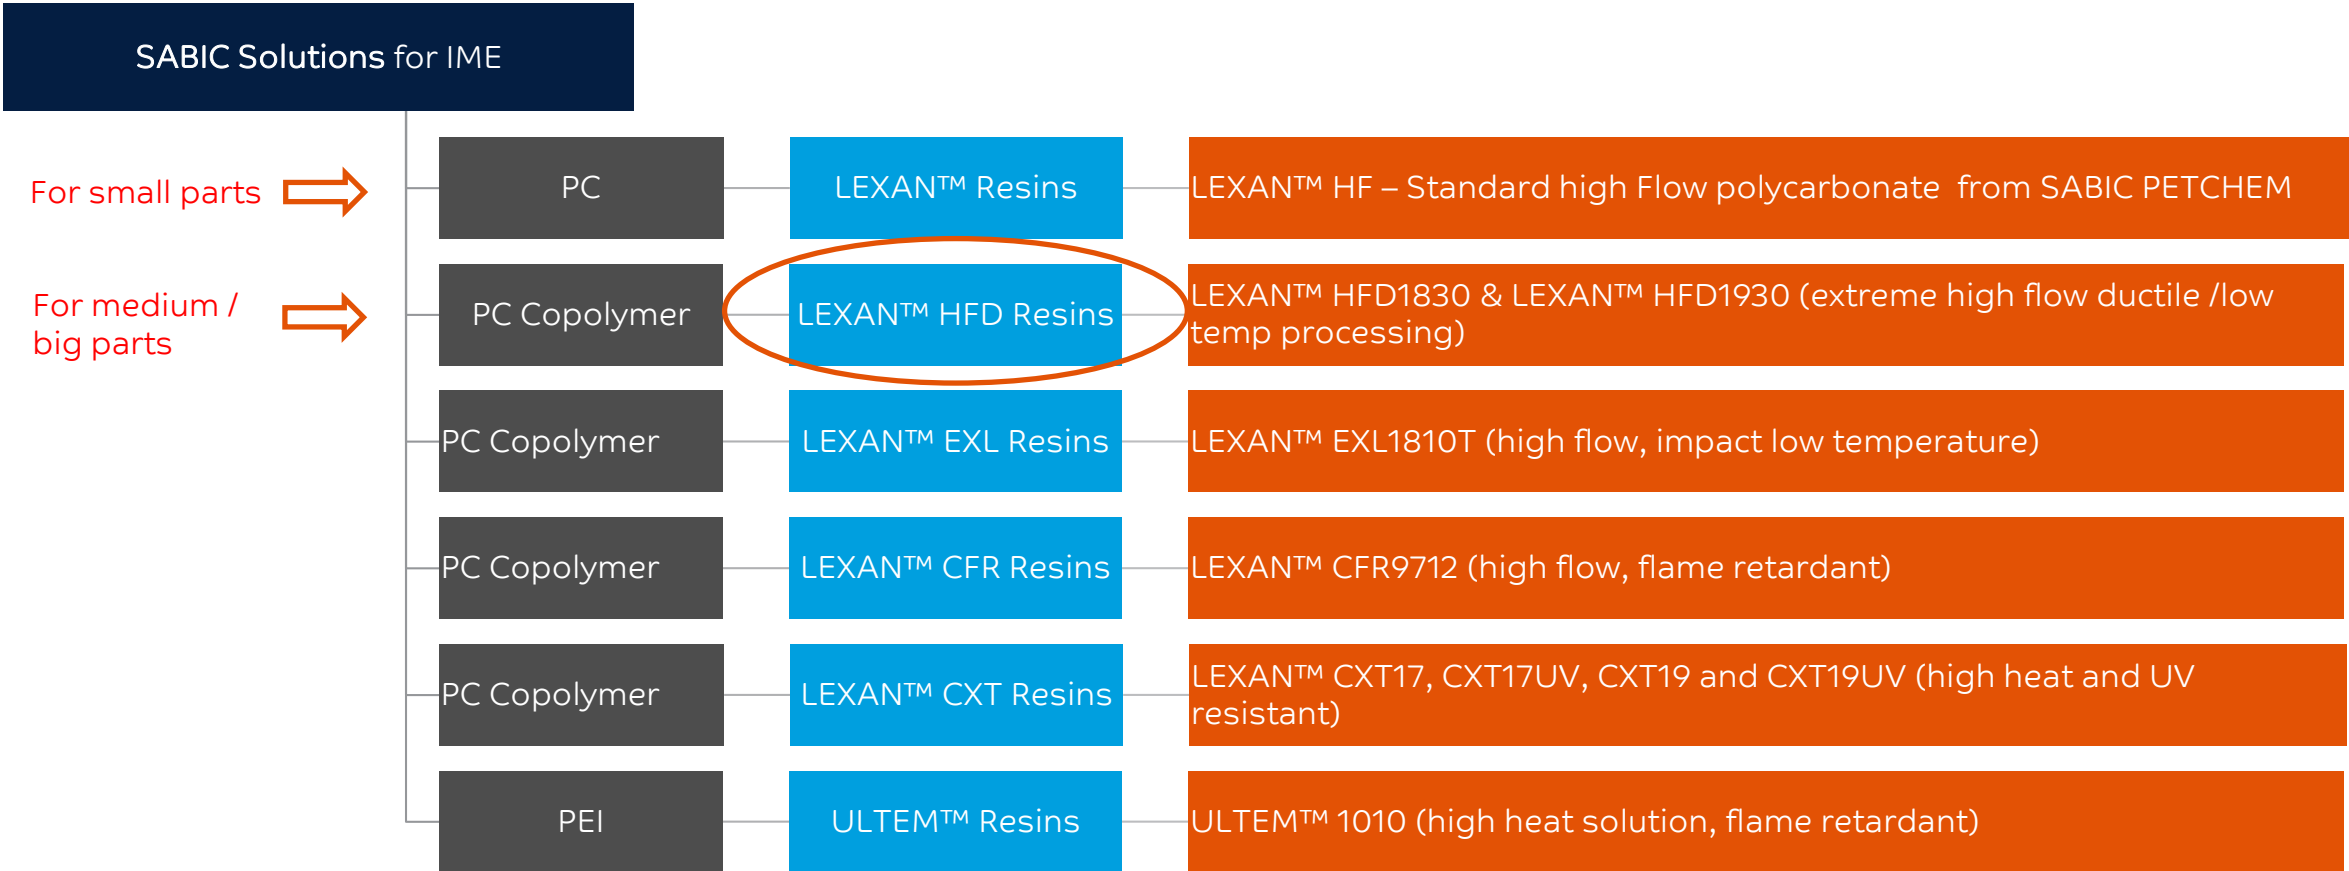 SABIC Solutions for IME
For small parts
PC
LEXAN™ Resins
LEXAN™ HF – Standard high Flow polycarbonate  from SABIC PETCHEM
For medium /
big parts
PC Copolymer
LEXAN™ HFD Resins
LEXAN™ HFD1830 & LEXAN™ HFD1930 (extreme high flow ductile /low
temp processing)
PC Copolymer
LEXAN™ EXL Resins
LEXAN™ EXL1810T (high flow, impact low temperature)
PC Copolymer
LEXAN™ CFR Resins
LEXAN™ CFR9712 (high flow, flame retardant)
PC Copolymer
LEXAN™ CXT Resins
LEXAN™ CXT17, CXT17UV, CXT19 and CXT19UV (high heat and UV
resistant)
PEI
ULTEM™ Resins
ULTEM™ 1010 (high heat solution, flame retardant)